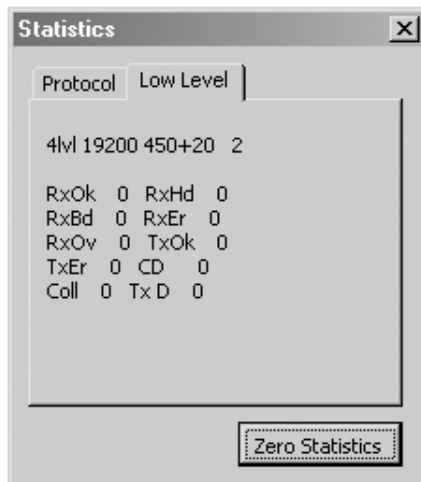 Statistics
Protocol Low Level
4lvl 19200 450+20 2
RxOk 0 RxHd 0
RxBd 0 RxEr 0
RxOv 0 TxOk 0
TxEr 0 CD 0
Coll 0 Tx D 0
Zero Statistics